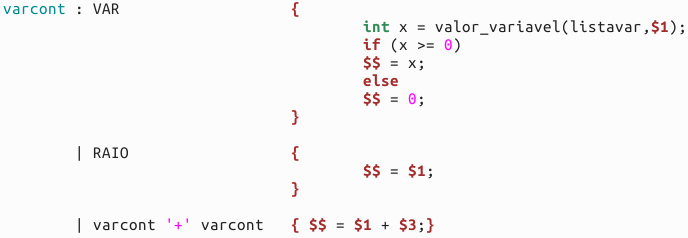 varcont : VAR {
int x = valor_variavel(listavar,$1);
if (x >= 0)
$$ = x;
else
$$ = 0;
}
| RAIO {
$$ = $1;
}
| varcont '+' varcont { $$ = $1 + $3;}